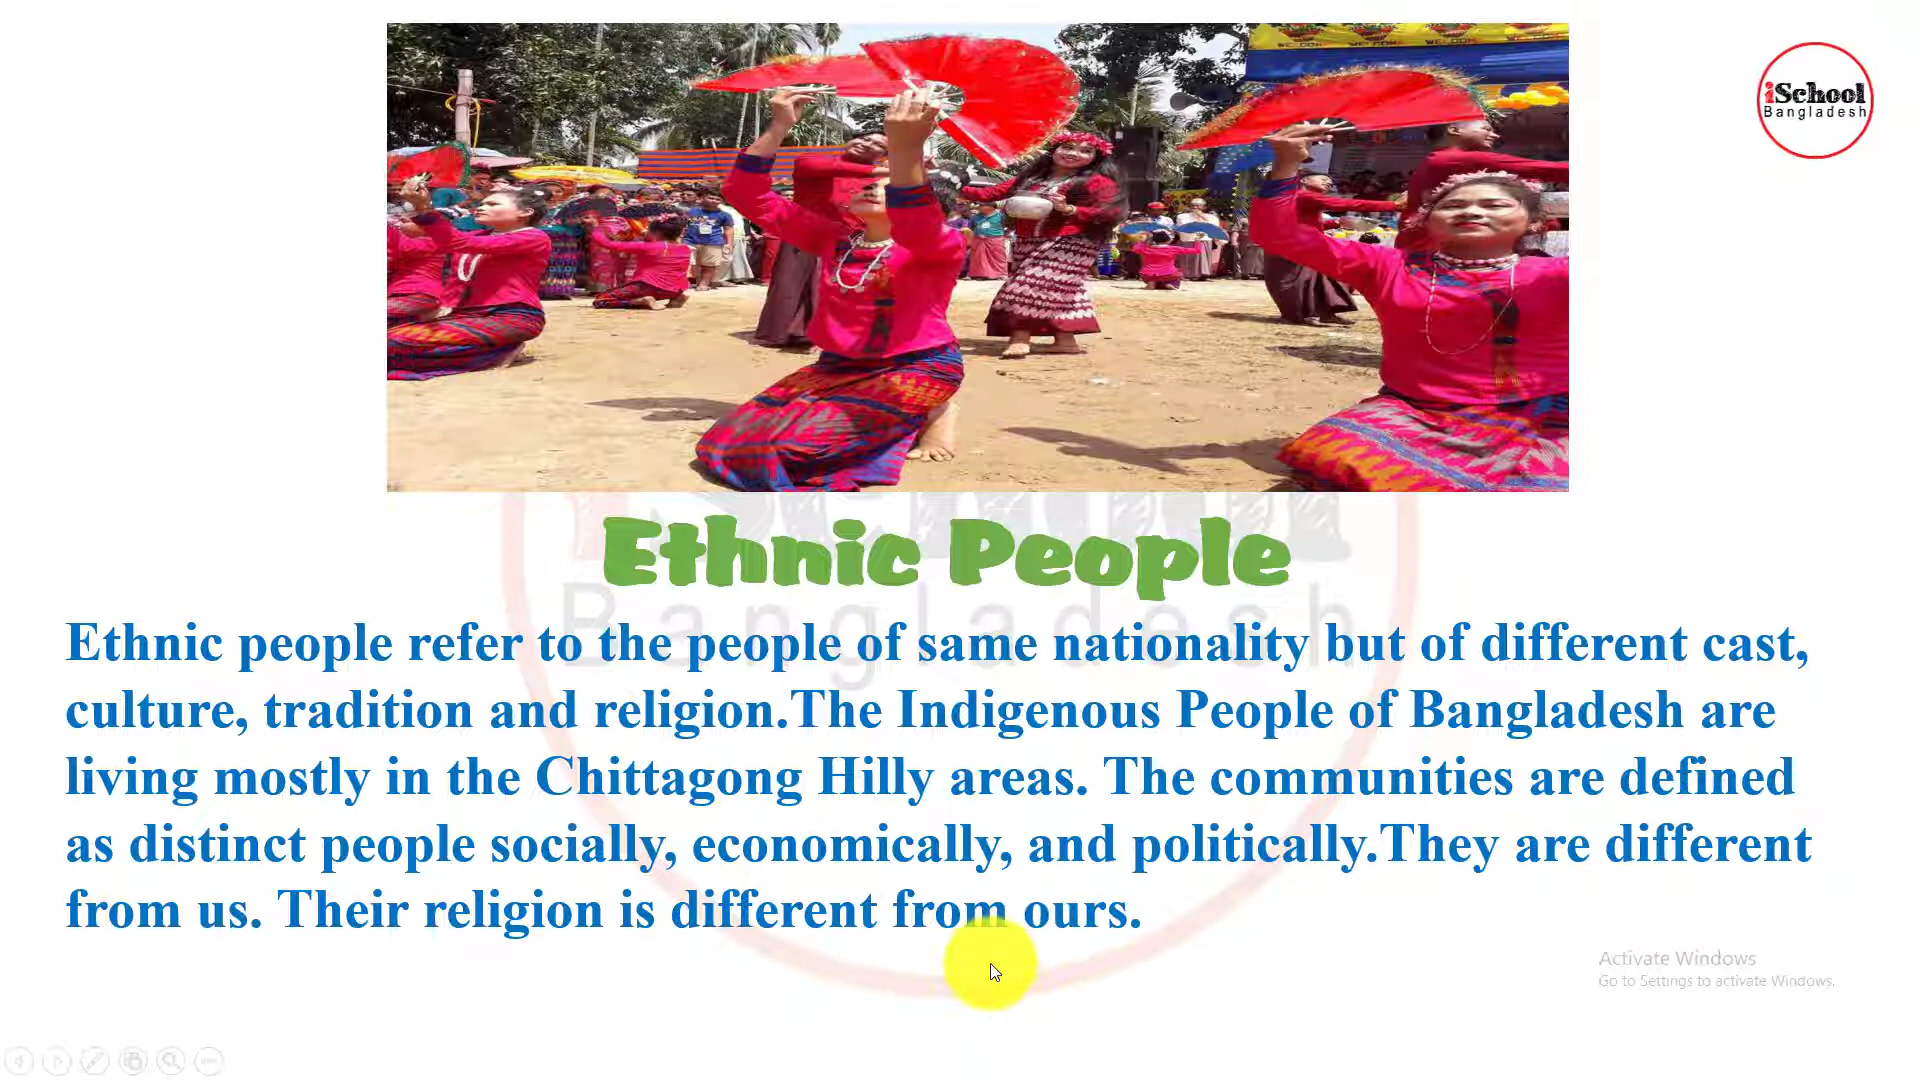 iSchool
Bangladesh
Ethnic People
Bangladesh
Ethnic people refer to the people of same nationality but of different cast,
culture, tradition and religion.The Indigenous People of Bangladesh are
living mostly in the Chittagong Hilly areas. The communities are defined
as distinct people socially, economically, and politically.They are different
from us. Their religion is different from ours.
Activate Windows
Go to Settings to activate Windows.